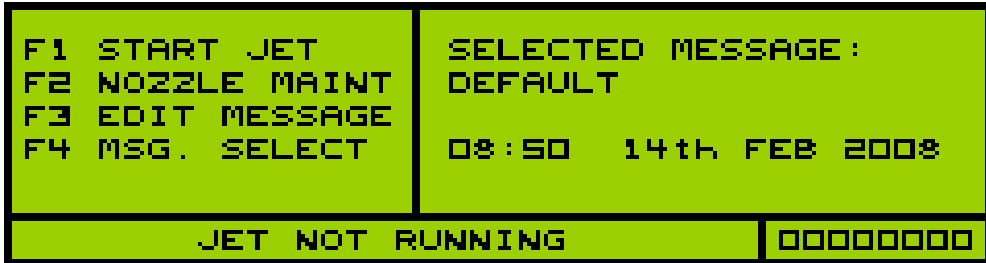 F1 START JET
F2 NOZZLE MAINT
F3 EDIT MESSAGE
F4 MSG. SELECT
SELECTED MESSAGE:
DEFAULT
08:50 14th FEB 2008
JET NOT RUNNING
00000000